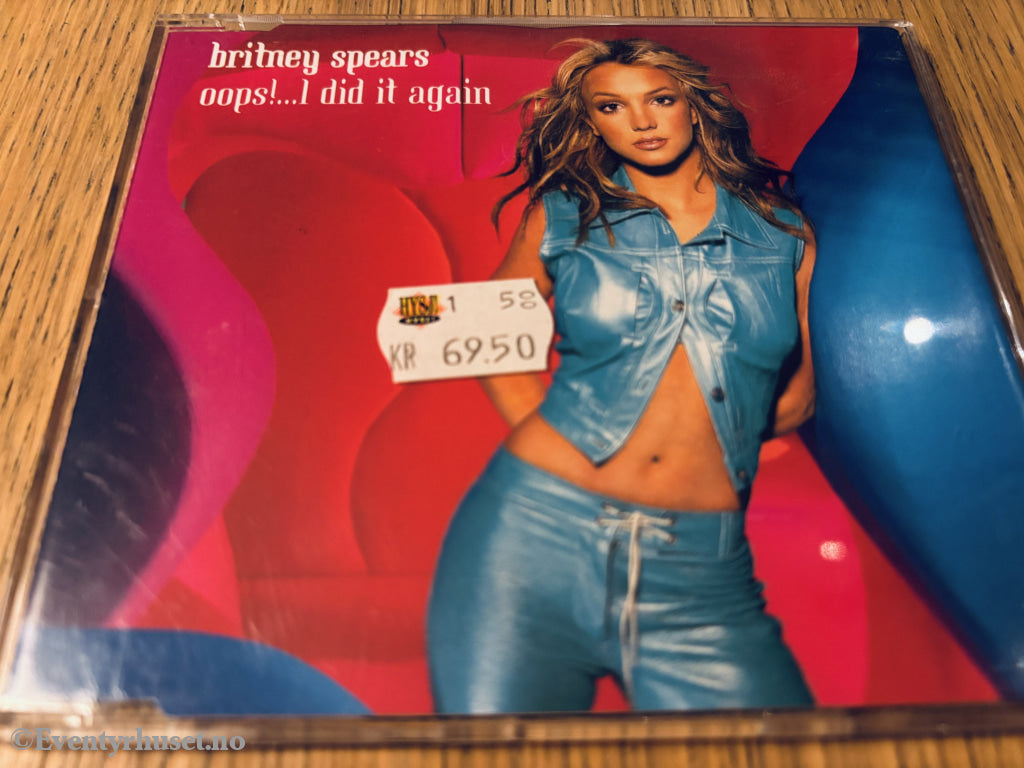 britney spears
oops!...I did it again
1 58
KR 69.50
©Eventyrhuset.no